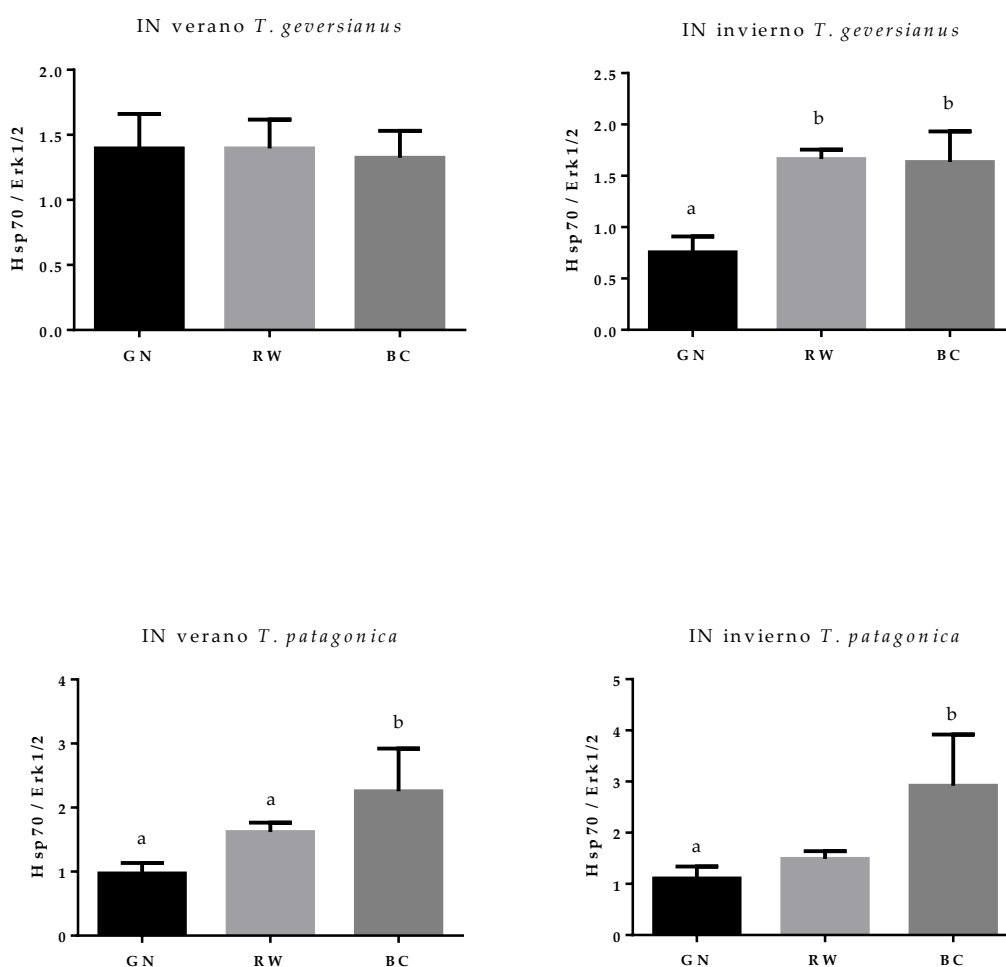 IN verano T. geversianus
Hsp70 / Erk1/2
2.0
1.5
1.0
0.5
0.0
GN RW BC
IN invierno T. geversianus
Hsp70 / Erk1/2
2.5
2.0
1.5
1.0
0.5
0.0
a b b
GN RW BC
IN verano T. patagonica
Hsp70 / Erk1/2
4
3
2
1
0
a a b
GN RW BC
IN invierno T. patagonica
Hsp70 / Erk1/2
5
4
3
2
1
0
a b
GN RW BC